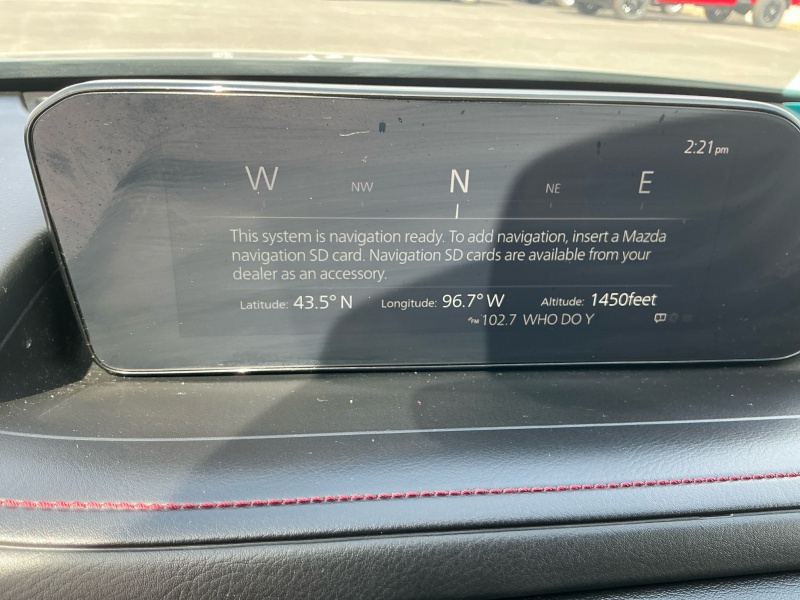 2:21pm
W NW N NE E
This system is navigation ready. To add navigation, insert a Mazda
navigation SD card. Navigation SD cards are available from your
dealer as an accessory.
Latitude: 43.5° N Longitude: 96.7° W Altitude: 1450feet
FM 102.7 WHO DO Y